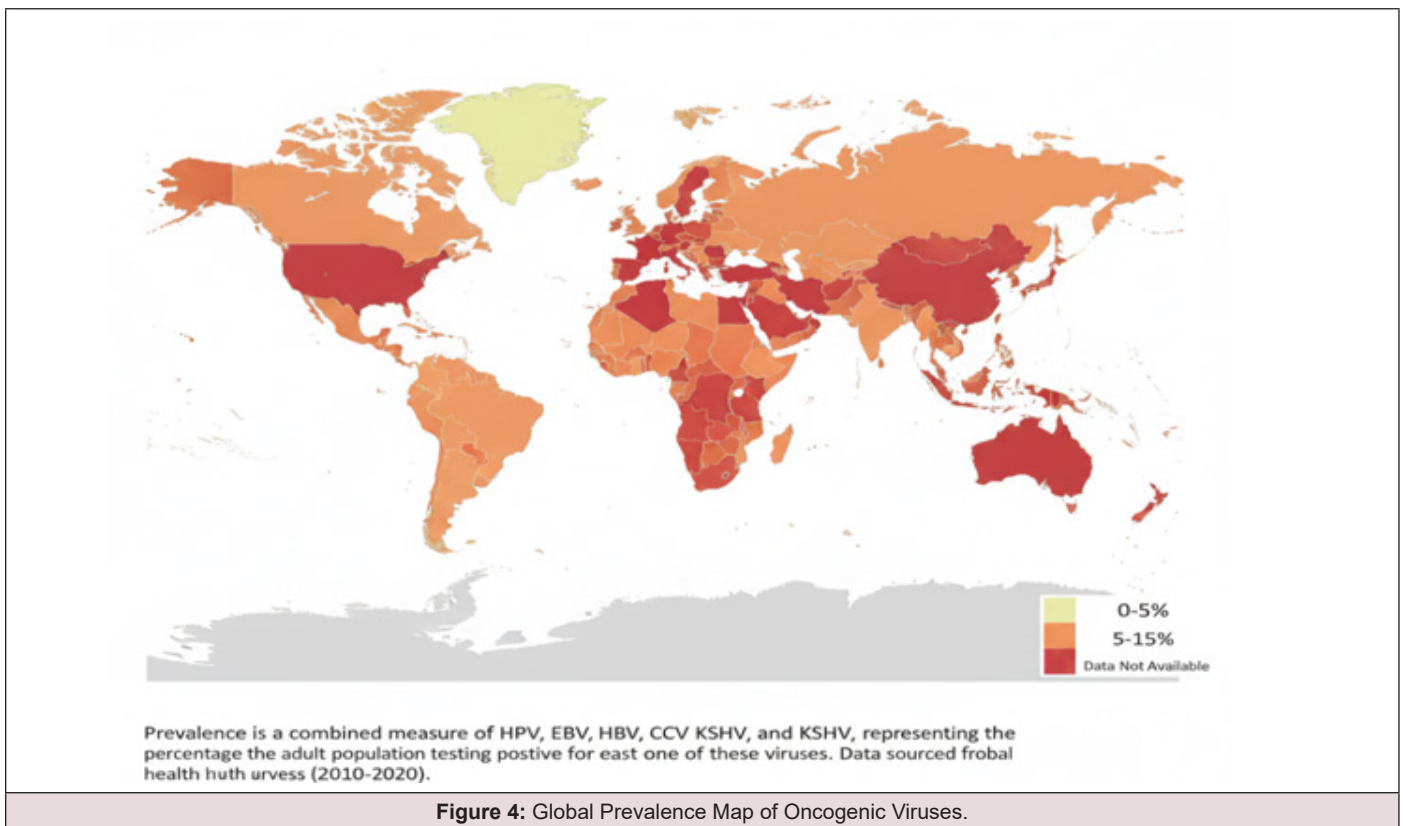 0-5%
5-15%
Data Not Available
Prevalence is a combined measure of HPV, EBV, HBV, CCV KSHV, and KSHV, representing the
percentage the adult population testing postive for east one of these viruses. Data sourced frobal
health huth urvess (2010-2020).
Figure 4: Global Prevalence Map of Oncogenic Viruses.